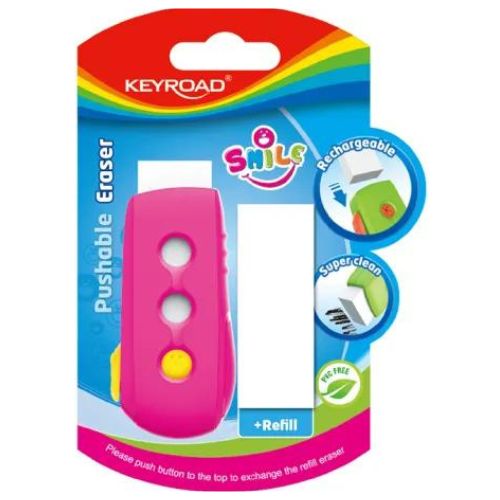 KEYROAD®
SMILE
Rechargeable
Pushable Eraser
Super clean
PVC FREE
+Refill
Please push button to the top to exchange the refill eraser